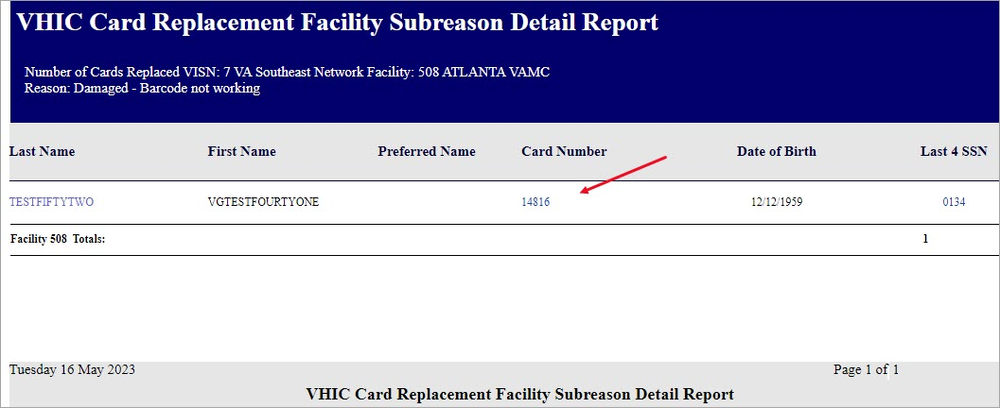 VHIC Card Replacement Facility Subreason Detail Report
Number of Cards Replaced VISN: 7 VA Southeast Network Facility: 508 ATLANTA VAMC
Reason: Damaged - Barcode not working
Last Name First Name Preferred Name Card Number Date of Birth Last 4 SSN
TESTFIFTYTWO VGTESTFOURTYONE 14816 12/12/1959 0134
Facility 508 Totals: 1
Tuesday 16 May 2023 Page 1 of 1
VHIC Card Replacement Facility Subreason Detail Report